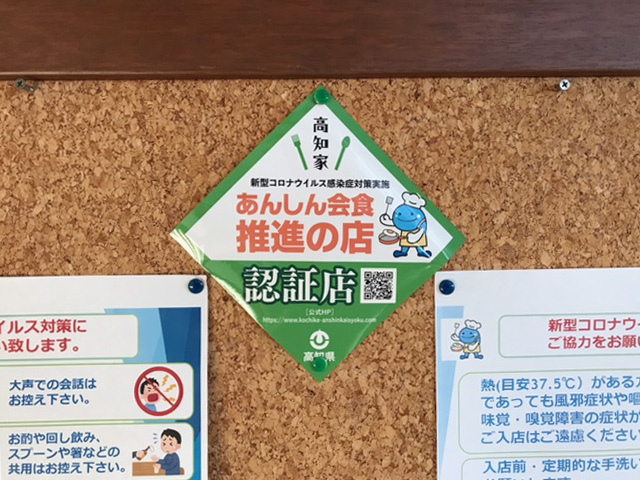 高知家
新型コロナウイルス感染症対策実施
あんしん会食
推進の店
認証店
［公式HP］
https://www.kochike-anshinkaisyoku.com
高知県
イルス対策に
い致します。
大声での会話は
お控え下さい。
お酌や回し飲み、
スプーンや箸などの
共用はお控え下さい。
新型コロナウ
ご協力をお願い
熱(目安37.5℃）がある
であっても風邪症状や嘔
味覚・嗅覚障害の症状が
ご入店はご遠慮ください
入店前・定期的な手洗い